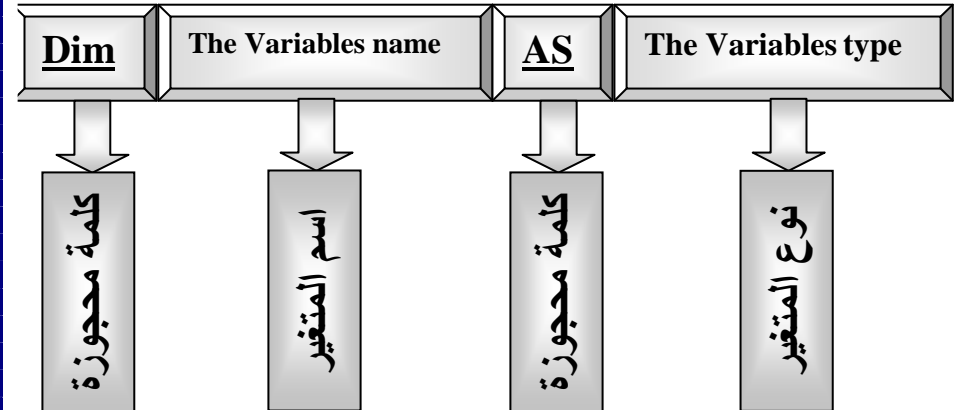 Dim
The Variables name
AS
The Variables type
كلمة محجوزة
اسم المتغير
كلمة محجوزة
نوع المتغير